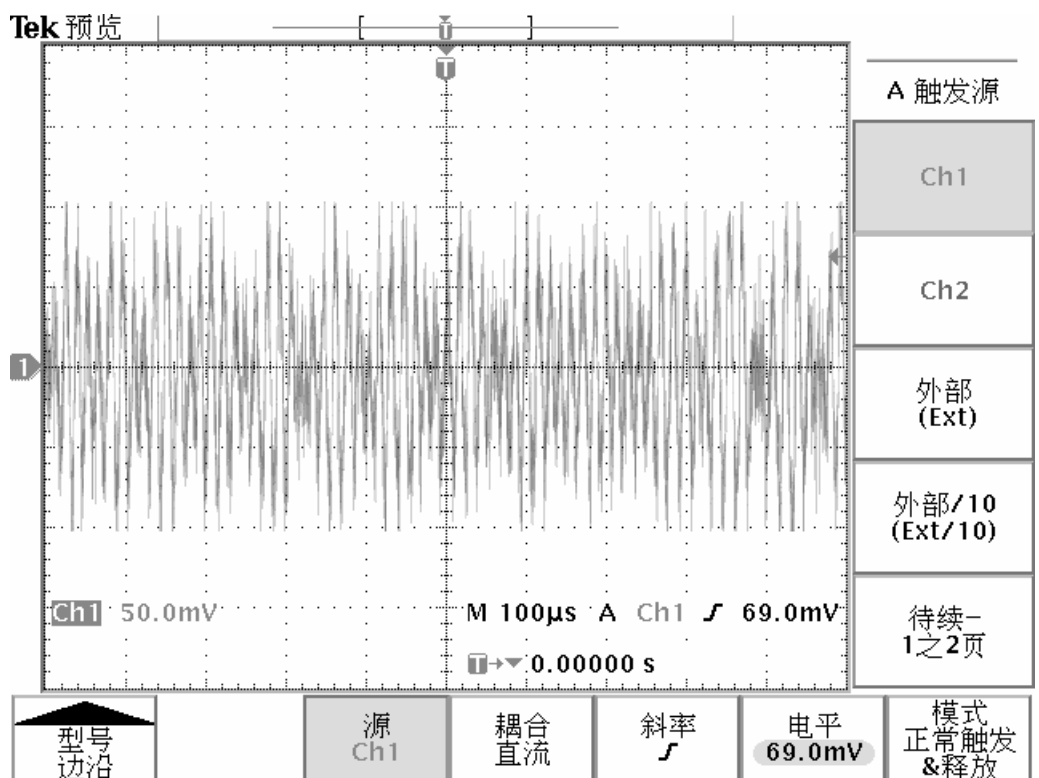 Tek 预览
[ T ]
T
A 触发源
Ch1
Ch2
1
外部
(Ext)
外部/10
(Ext/10)
待续-
1之2页
Ch1 50.0mV M 100µs A Ch1 ƒ 69.0mV
T→▼ 0.00000 s
型号
边沿
源
Ch1
耦合
直流
斜率
ƒ
电平
69.0mV
模式
正常触发
&释放